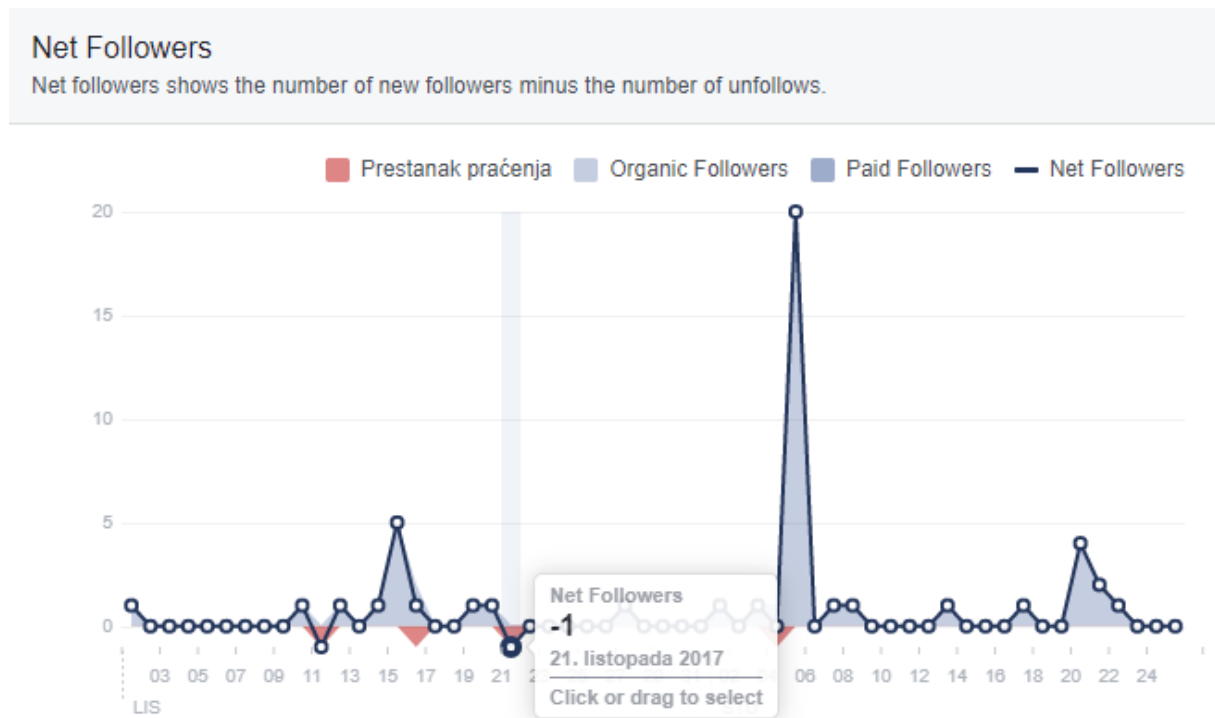 Net Followers
Net followers shows the number of new followers minus the number of unfollows.
Prestanak praćenja Organic Followers Paid Followers Net Followers
20
15
10
5
0
Net Followers
-1
21. listopada 2017
Click or drag to select
03 05 07 09 11 13 15 17 19 21 06 08 10 12 14 16 18 20 22 24
LIS